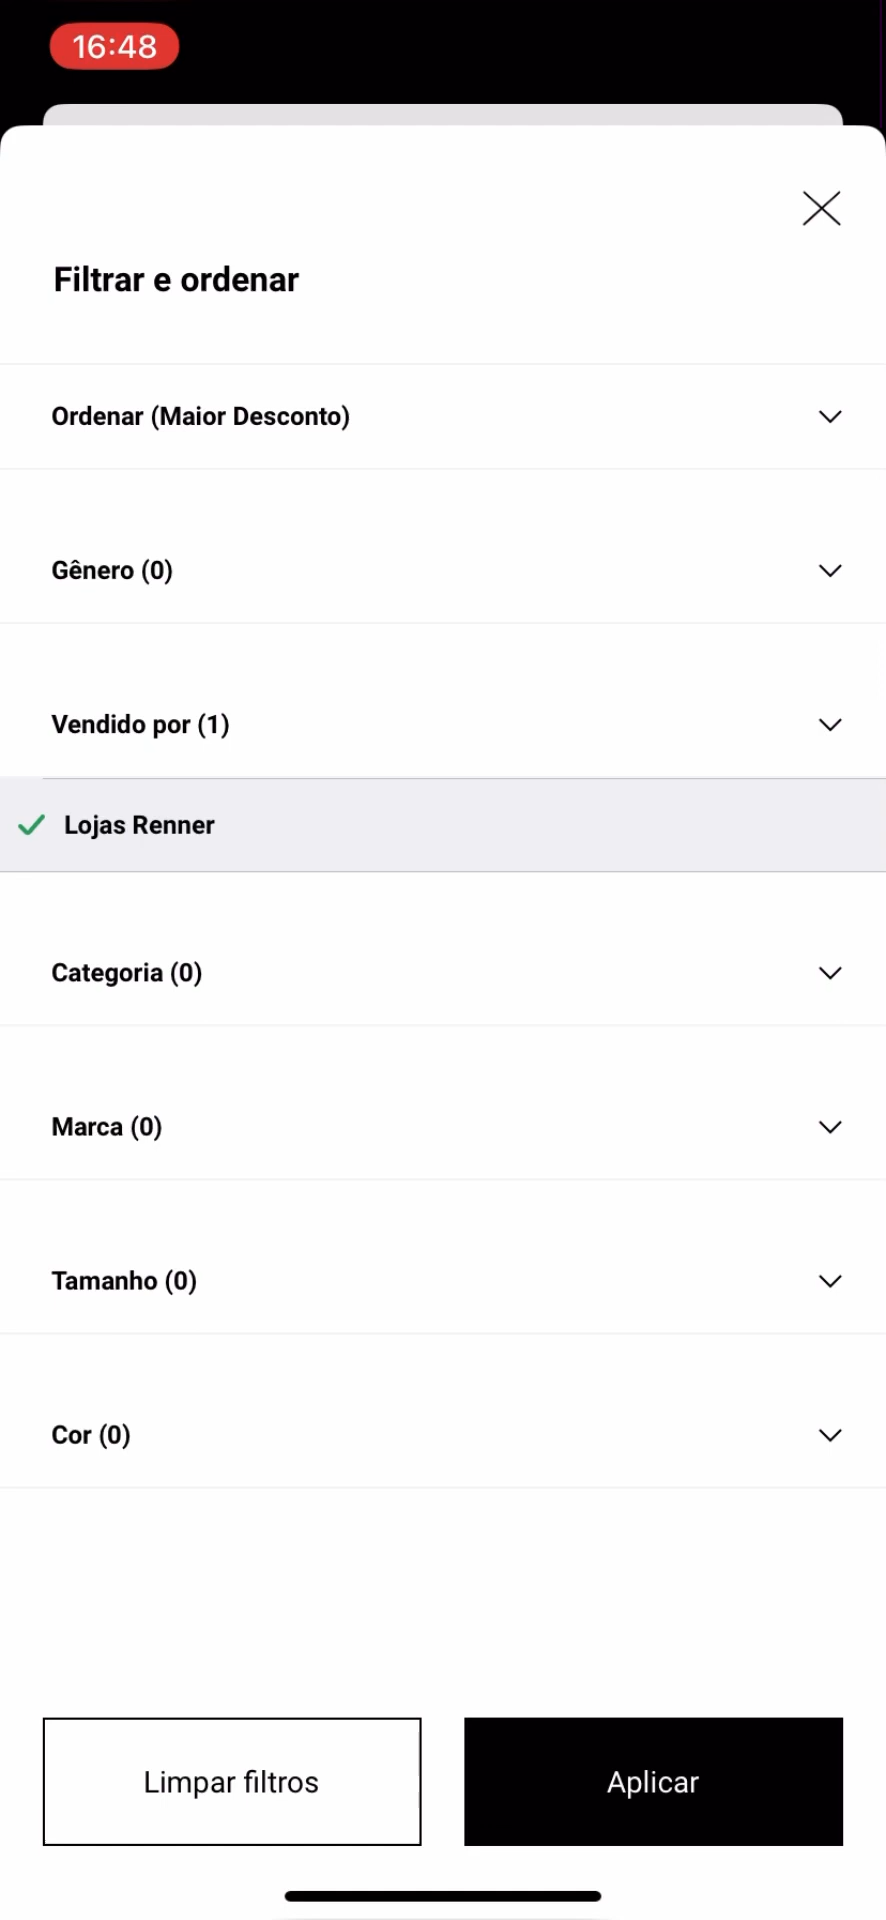 16:48
Filtrar e ordenar
Ordenar (Maior Desconto)
Gênero (0)
Vendido por (1)
Lojas Renner
Categoria (0)
Marca (0)
Tamanho (0)
Cor (0)
Limpar filtros
Aplicar